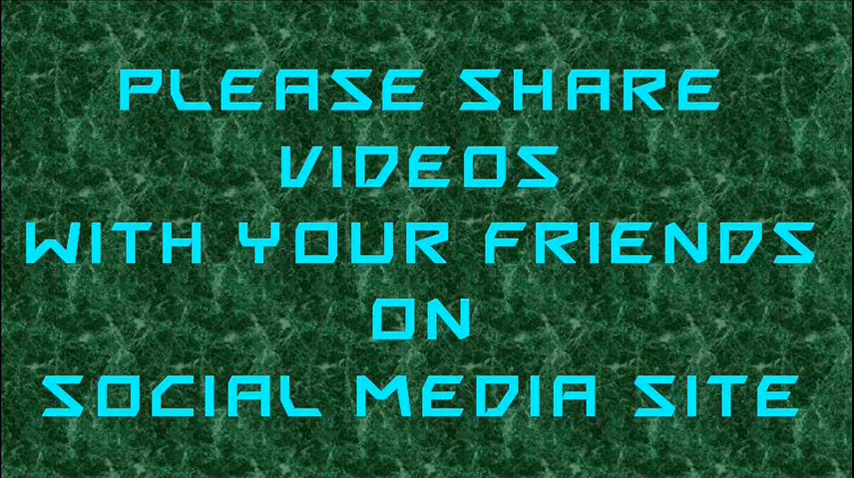 PLEASE SHARE
VIDEOS
WITH YOUR FRIENDS
ON
SOCIAL MEDIA SITE